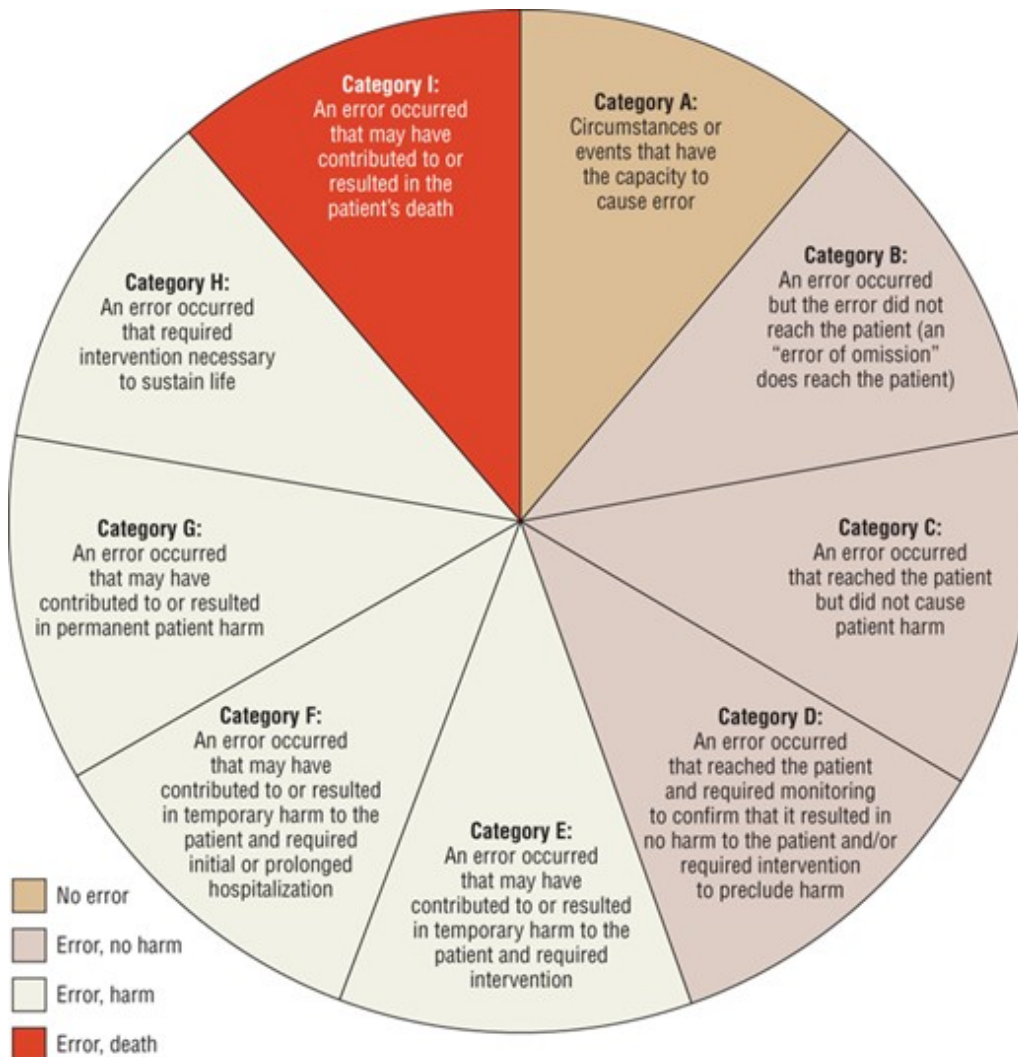 Category I:
An error occurred
that may have
contributed to or
resulted in the
patient's death
Category A:
Circumstances or
events that have
the capacity to
cause error
Category B:
An error occurred
but the error did not
reach the patient (an
"error of omission"
does reach the patient)
Category C:
An error occurred
that reached the patient
but did not cause
patient harm
Category D:
An error occurred
that reached the patient
and required monitoring
to confirm that it resulted in
no harm to the patient and/or
required intervention
to preclude harm
Category E:
An error occurred
that may have
contributed to or resulted
in temporary harm to the
patient and required
intervention
Category F:
An error occurred
that may have
contributed to or resulted
in temporary harm to the
patient and required
initial or prolonged
hospitalization
Category G:
An error occurred
that may have
contributed to or resulted
in permanent patient harm
Category H:
An error occurred
that required
intervention necessary
to sustain life
No error
Error, no harm
Error, harm
Error, death